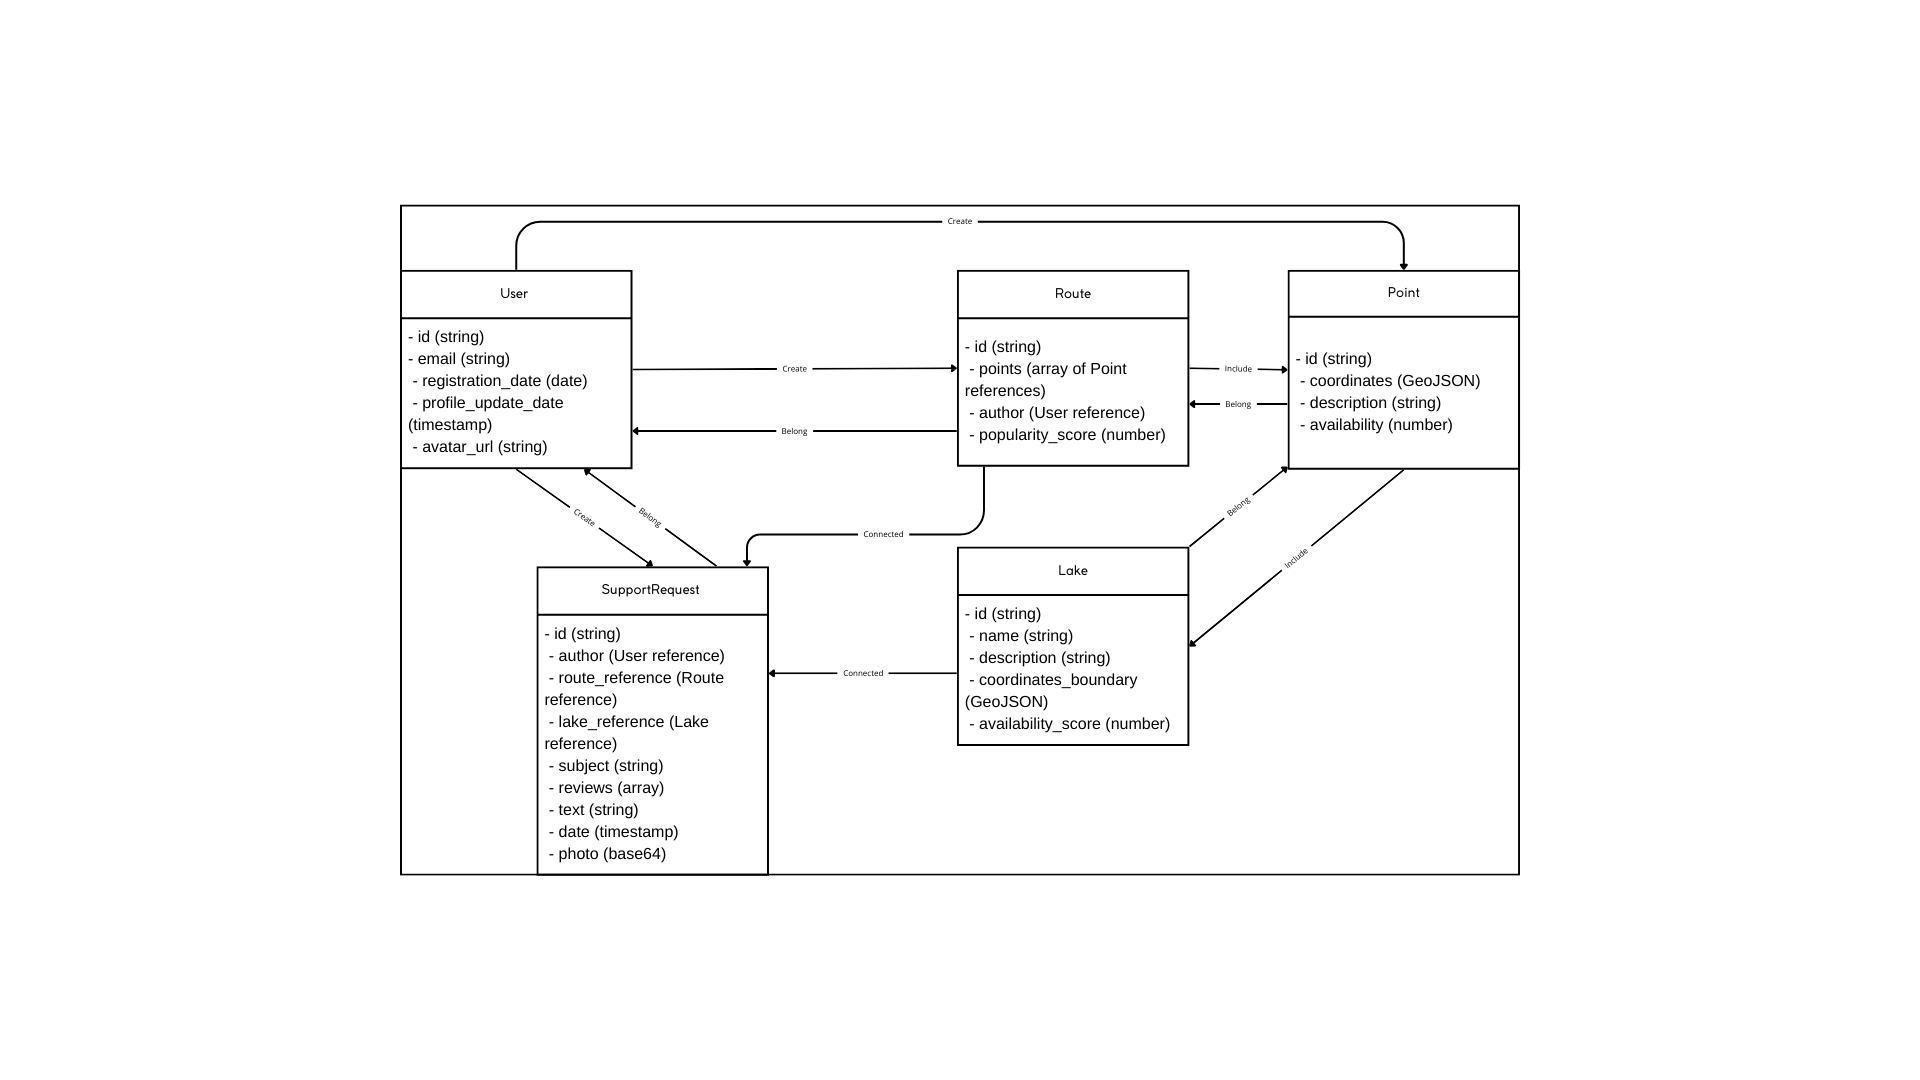 Create
User
- id (string)
- email (string)
- registration_date (date)
- profile_update_date
(timestamp)
- avatar_url (string)
Create
Belong
Route
- id (string)
- points (array of Point
references)
- author (User reference)
- popularity_score (number)
Include
Belong
Point
- id (string)
- coordinates (GeoJSON)
- description (string)
- availability (number)
Create
Belong
Connected
Belong
Include
SupportRequest
- id (string)
- author (User reference)
- route_reference (Route
reference)
- lake_reference (Lake
reference)
- subject (string)
- reviews (array)
- text (string)
- date (timestamp)
- photo (base64)
Connected
Lake
- id (string)
- name (string)
- description (string)
- coordinates_boundary
(GeoJSON)
- availability_score (number)